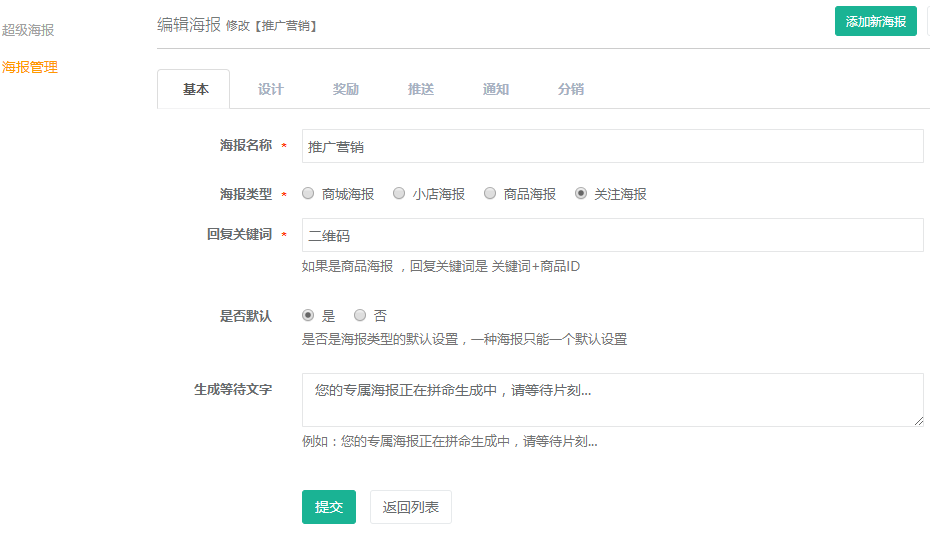 超级海报
海报管理
编辑海报 修改【推广营销】
添加新海报
基本 设计 奖励 推送 通知 分销
海报名称 * 推广营销
海报类型 * 商城海报 小店海报 商品海报 关注海报
回复关键词 * 二维码
如果是商品海报 ，回复关键词是 关键词+商品ID
是否默认 是 否
是否是海报类型的默认设置，一种海报只能一个默认设置
生成等待文字 您的专属海报正在拼命生成中，请等待片刻...
例如：您的专属海报正在拼命生成中，请等待片刻...
提交 返回列表